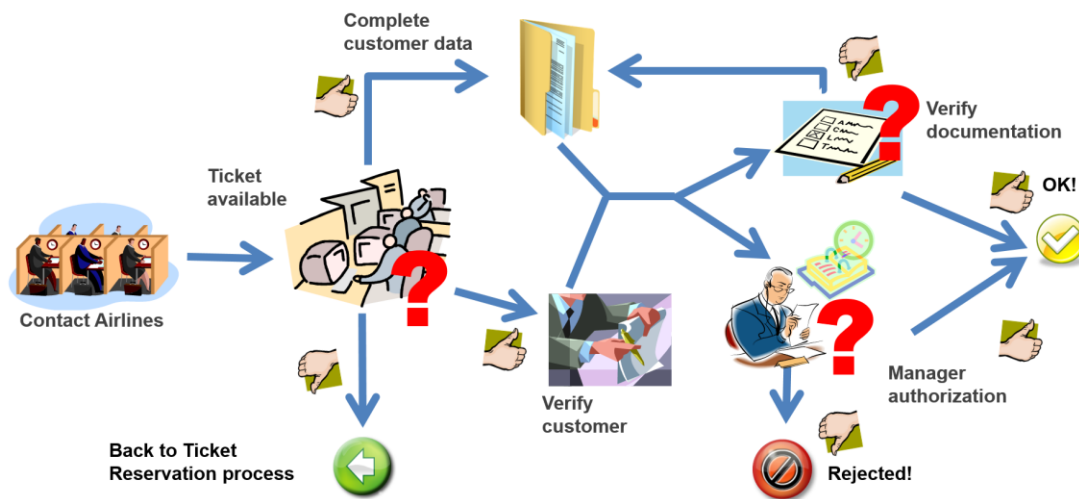 Complete
customer data
Verify
documentation
Ticket
available
OK!
Contact Airlines
Verify
customer
Manager
authorization
Back to Ticket
Reservation process
Rejected!